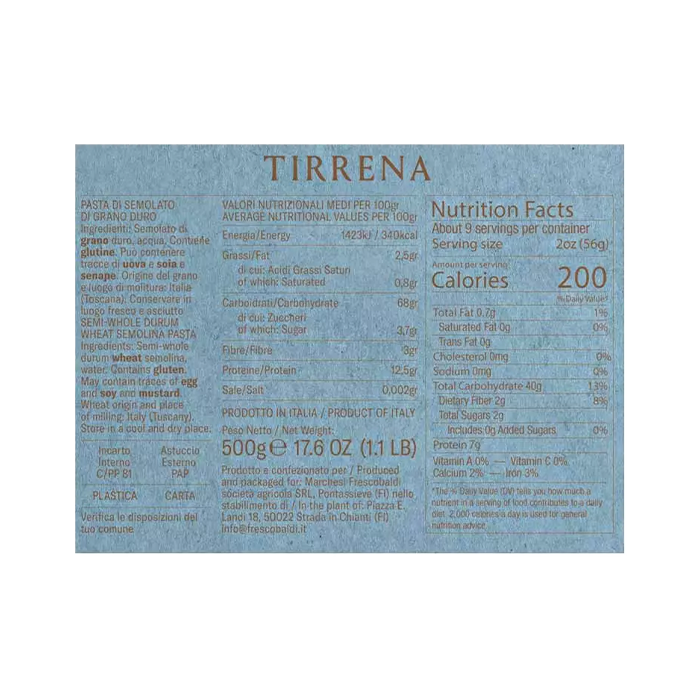 TIRRENA
PASTA DI SEMOLATO
DI GRANO DURO
Ingredienti: Semolato di
grano duro, acqua. Contiene
glutine. Può contenere
tracce di uova e soia e
senape. Origine del grano
e luogo di molitura: Italia
(Toscana). Conservare in
luogo fresco e asciutto
SEMI-WHOLE DURUM
WHEAT SEMOLINA PASTA
Ingredients: Semi-whole
durum wheat semolina,
water. Contains gluten.
May contain traces of egg
and soy and mustard.
Wheat origin and place
of milling: Italy (Tuscany).
Store in a cool and dry place.
Incarto Astuccio
Interno Esterno
C/PP 81 PAP
PLASTICA CARTA
Verifica le disposizioni del
tuo comune
VALORI NUTRIZIONALI MEDI PER 100gr
AVERAGE NUTRITIONAL VALUES PER 100gr
Energia/Energy 1423kJ / 340kcal
Grassi/Fat 2,5gr
di cui: Acidi Grassi Saturi
of which: Saturated 0,8gr
Carboidrati/Carbohydrate 68gr
di cui: Zuccheri
of which: Sugar 3,7gr
Fibre/Fibre 3gr
Proteine/Protein 12,5gr
Sale/Salt 0,002gr
PRODOTTO IN ITALIA / PRODUCT OF ITALY
Peso Netto / Net Weight:
500g ℮ 17.6 OZ (1.1 LB)
Prodotto e confezionato per / Produced
and packaged for: Marchesi Frescobaldi
società agricola SRL, Pontassieve (FI) nello
stabilimento di / In the plant of: Piazza E.
Landi 18, 50022 Strada in Chianti (FI)
info@frescobaldi.it
Nutrition Facts
About 9 servings per container
Serving size 2oz (56g)
Amount per serving
Calories 200
% Daily Value*
Total Fat 0.7g 1%
Saturated Fat 0g 0%
Trans Fat 0g
Cholesterol 0mg 0%
Sodium 0mg 0%
Total Carbohydrate 40g 13%
Dietary Fiber 2g 8%
Total Sugars 2g
Includes 0g Added Sugars 0%
Protein 7g
Vitamin A 0% — Vitamin C 0%
Calcium 2% — Iron 3%
*The % Daily Value (DV) tells you how much a
nutrient in a serving of food contributes to a daily
diet. 2,000 calories a day is used for general
nutrition advice.